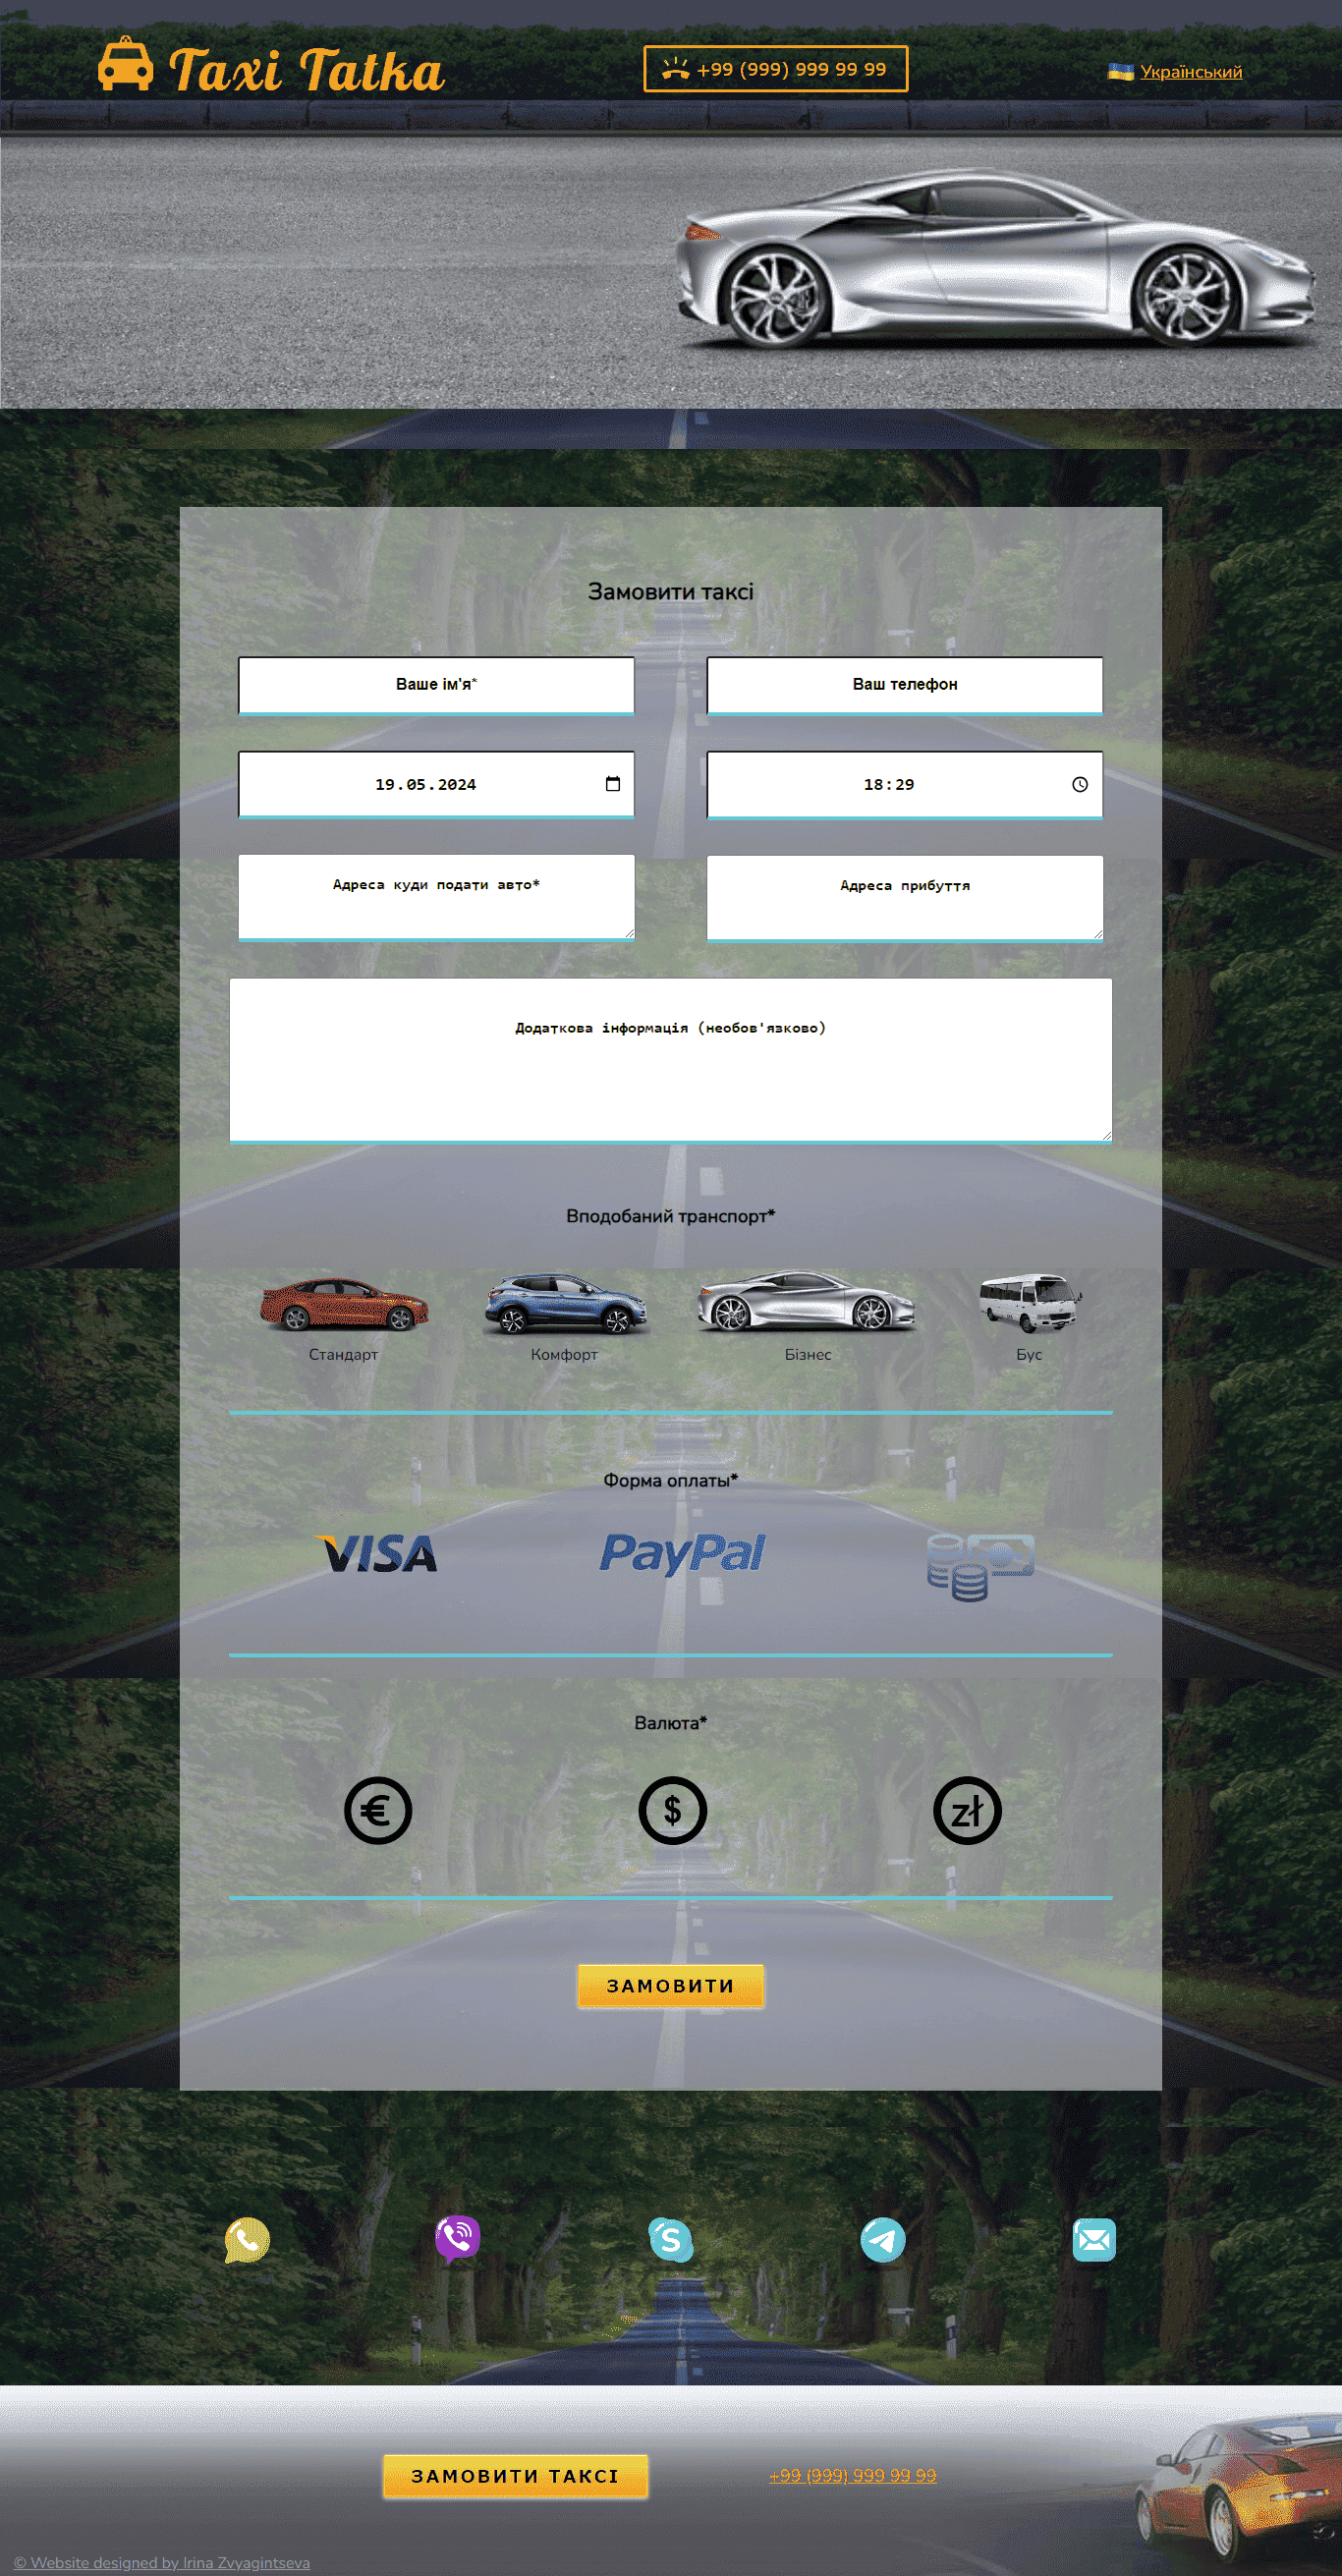 Taxi Tatka
+99 (999) 999 99 99
Український
Замовити таксі
Ваше ім'я*
Ваш телефон
19.05.2024
18:29
Адреса куди подати авто*
Адреса прибуття
Додаткова інформація (необов'язково)
Вподобаний транспорт*
Стандарт
Комфорт
Бізнес
Бус
Форма оплаты*
VISA
PayPal
Валюта*
€
$
zł
ЗАМОВИТИ
S
ЗАМОВИТИ ТАКСІ
+99 (999) 999 99 99
© Website designed by Irina Zvyagintseva